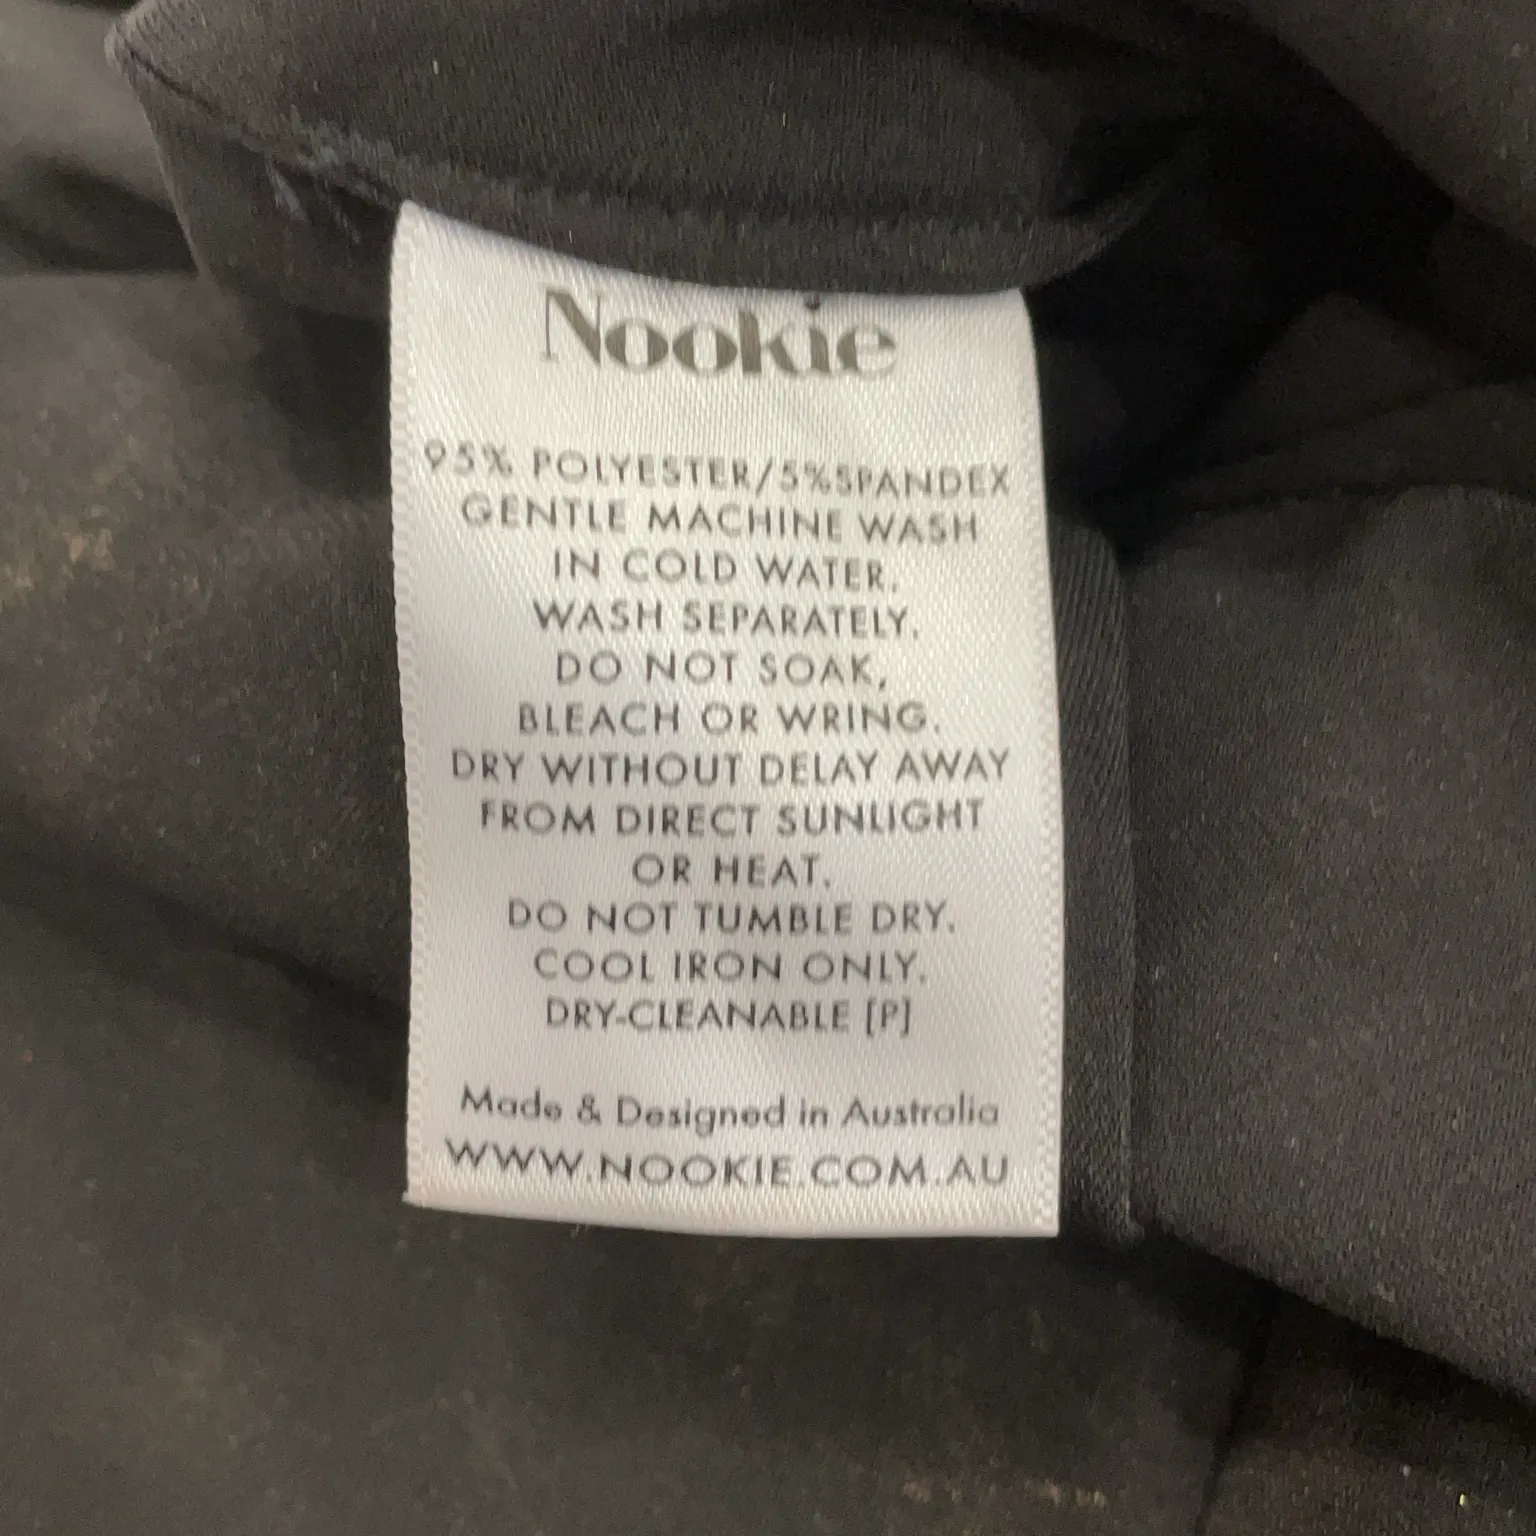 Nookie
95% POLYESTER/5%SPANDEX
GENTLE MACHINE WASH
IN COLD WATER.
WASH SEPARATELY.
DO NOT SOAK,
BLEACH OR WRING.
DRY WITHOUT DELAY AWAY
FROM DIRECT SUNLIGHT
OR HEAT.
DO NOT TUMBLE DRY.
COOL IRON ONLY.
DRY-CLEANABLE [P]
Made & Designed in Australia
WWW.NOOKIE.COM.AU